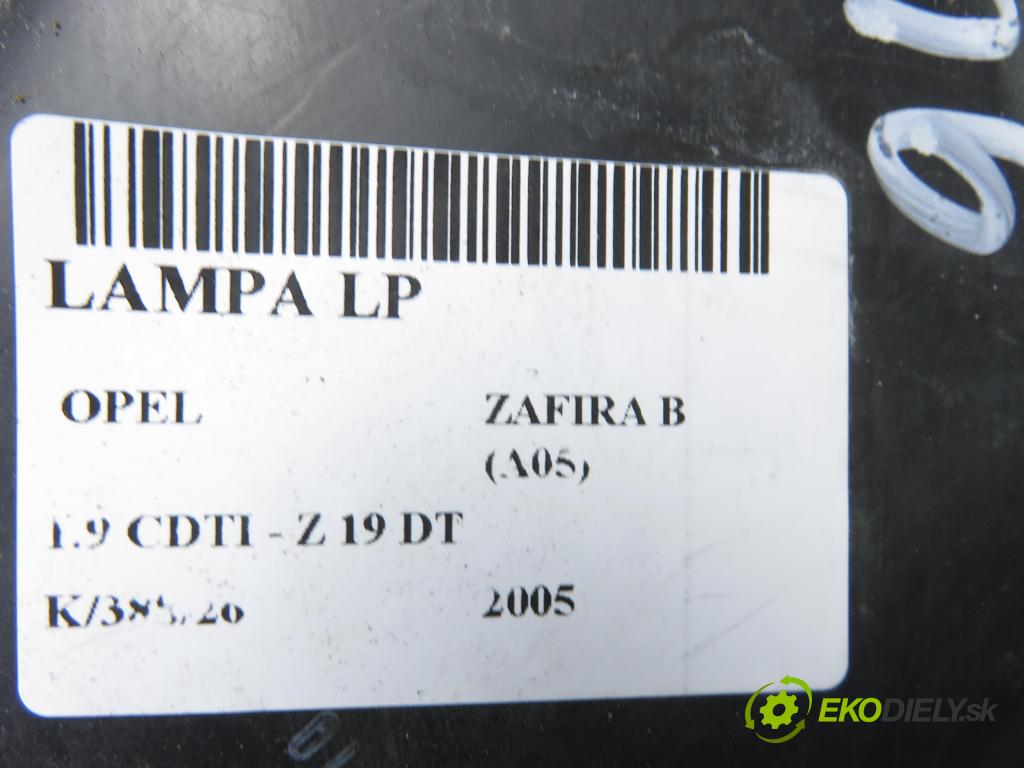 LAMPA LP
OPEL ZAFIRA B
(A05)
1.9 CDTI - Z 19 DT
2005
EKODIELY.sk